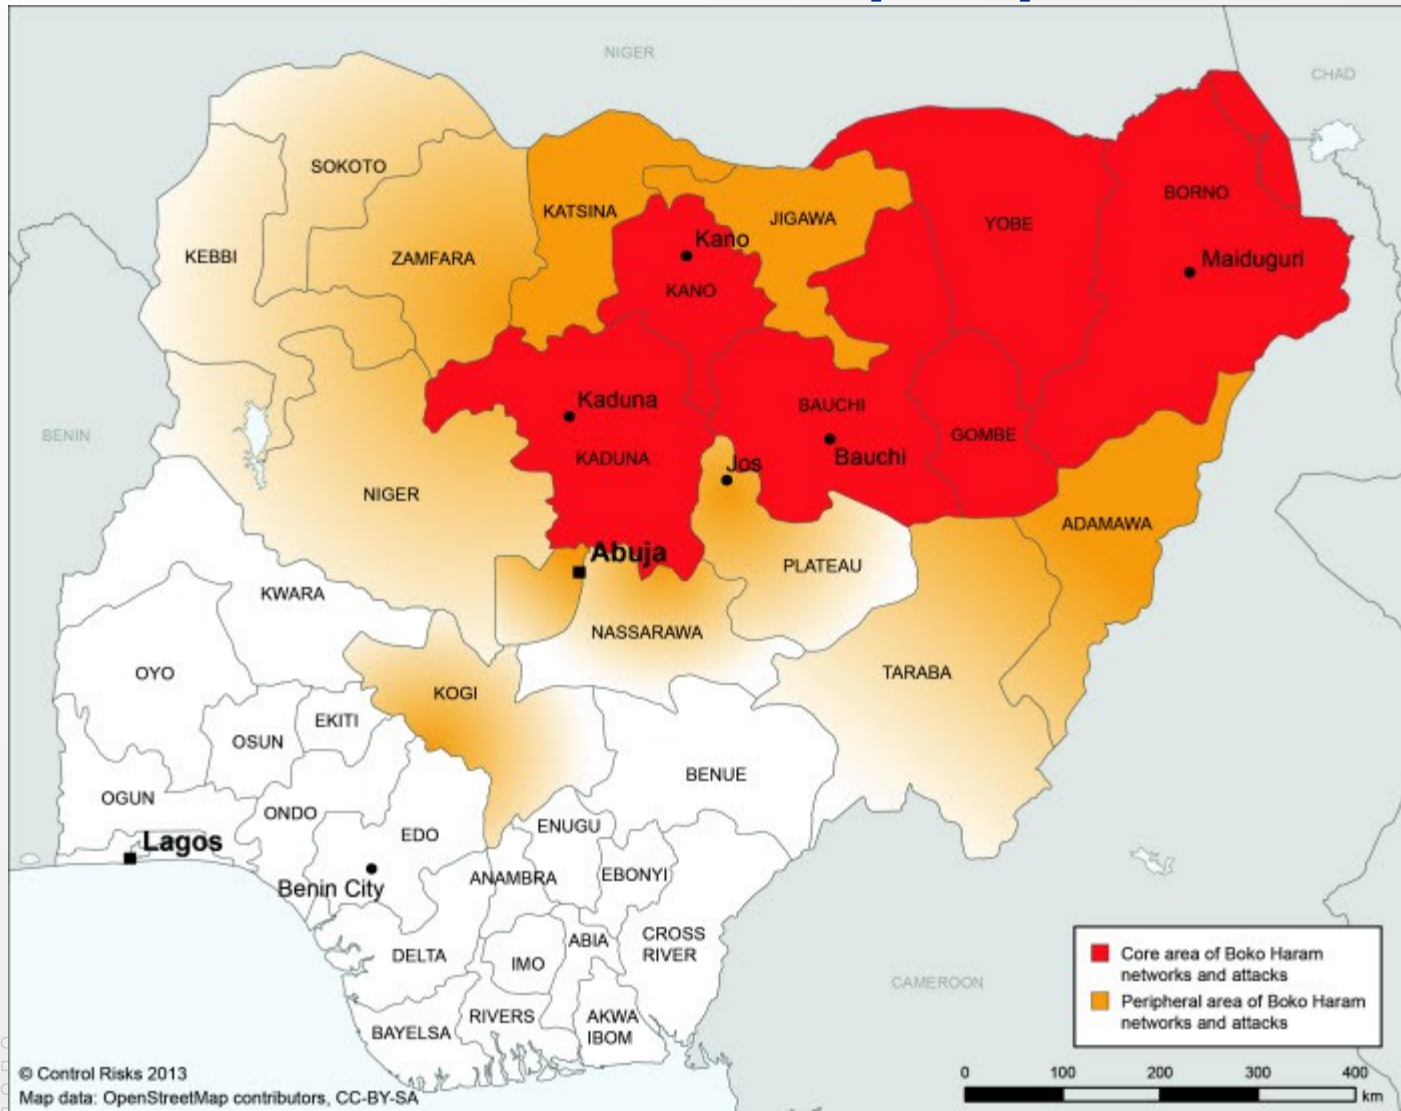 NIGER
CHAD
SOKOTO
KATSINA
BORNO
JIGAWA
YOBE
Kano
KEBBI
ZAMFARA
Maiduguri
KANO
Kaduna
BAUCHI
BENIN
GOMBE
KADUNA
Jos
Bauchi
NIGER
ADAMAWA
Abuja
PLATEAU
KWARA
NASSARAWA
OYO
TARABA
KOGI
EKITI
OSUN
BENUE
OGUN
ONDO
ENUGU
EDO
Lagos
ANAMBRA
EBONYI
Benin City
CROSS
RIVER
ABIA
DELTA
IMO
CAMEROON
RIVERS
AKWA
IBOM
BAYELSA
Core area of Boko Haram
networks and attacks
Peripheral area of Boko Haram
networks and attacks
© Control Risks 2013
Map data: OpenStreetMap contributors, CC-BY-SA
0 100 200 300 400
km